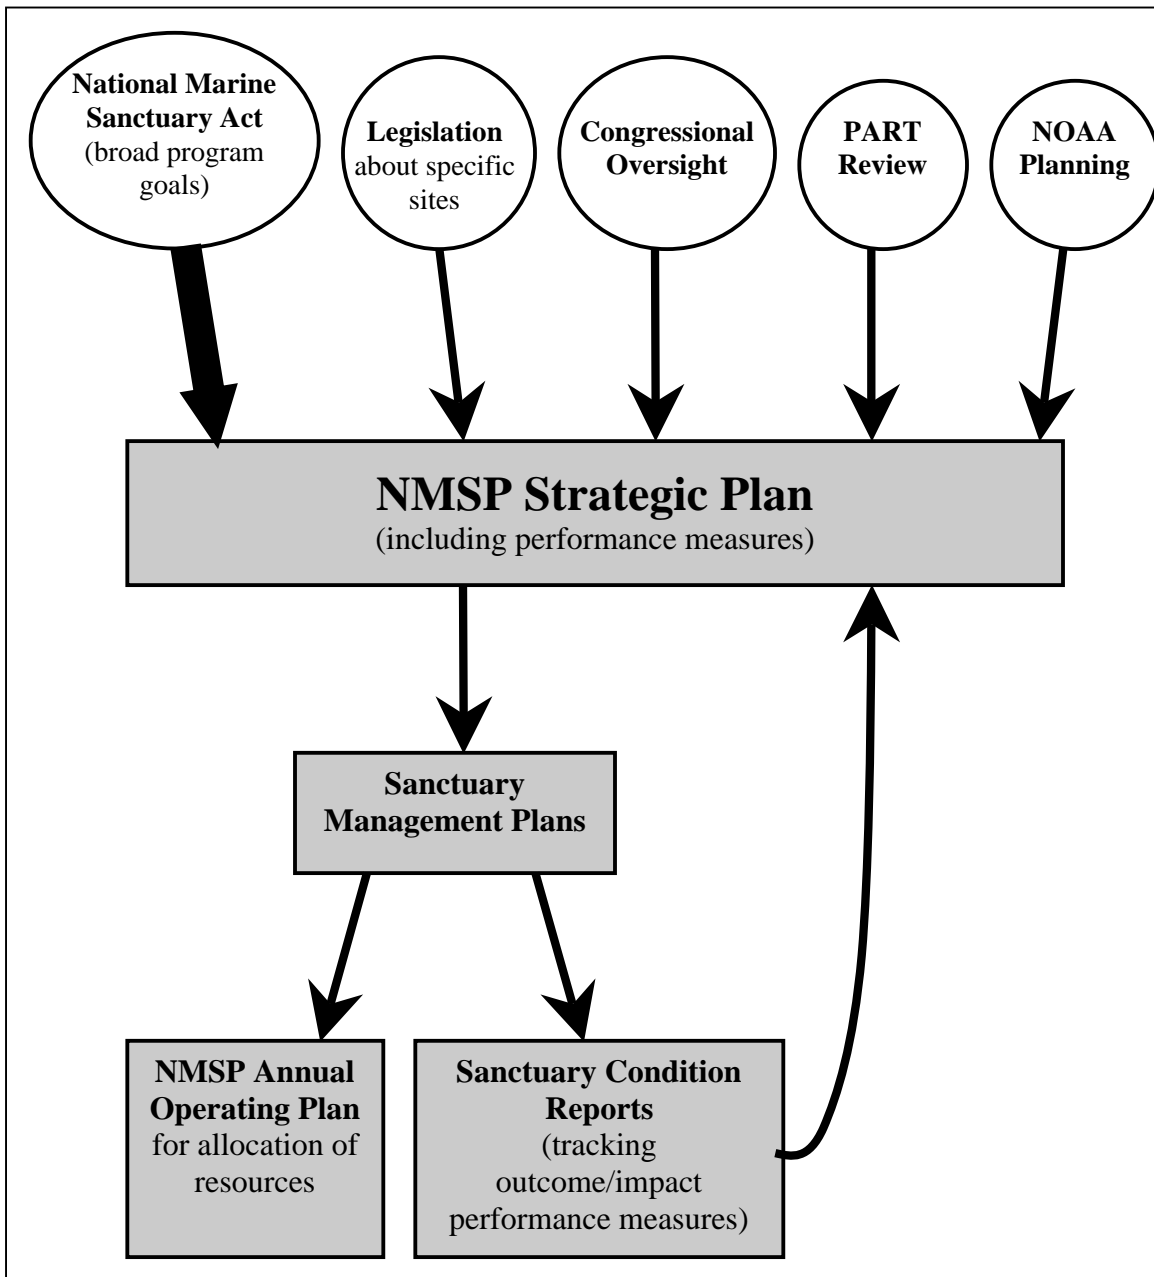 National Marine
Sanctuary Act
(broad program
goals)
Legislation
about specific
sites
Congressional
Oversight
PART
Review
NOAA
Planning
NMSP Strategic Plan
(including performance measures)
Sanctuary
Management Plans
NMSP Annual
Operating Plan
for allocation of
resources
Sanctuary Condition
Reports
(tracking
outcome/impact
performance measures)